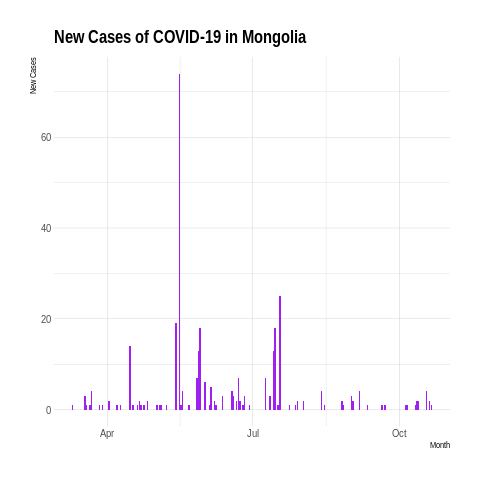 New Cases of COVID-19 in Mongolia
New Cases
60
40
20
0
Apr
Jul
Oct
Month